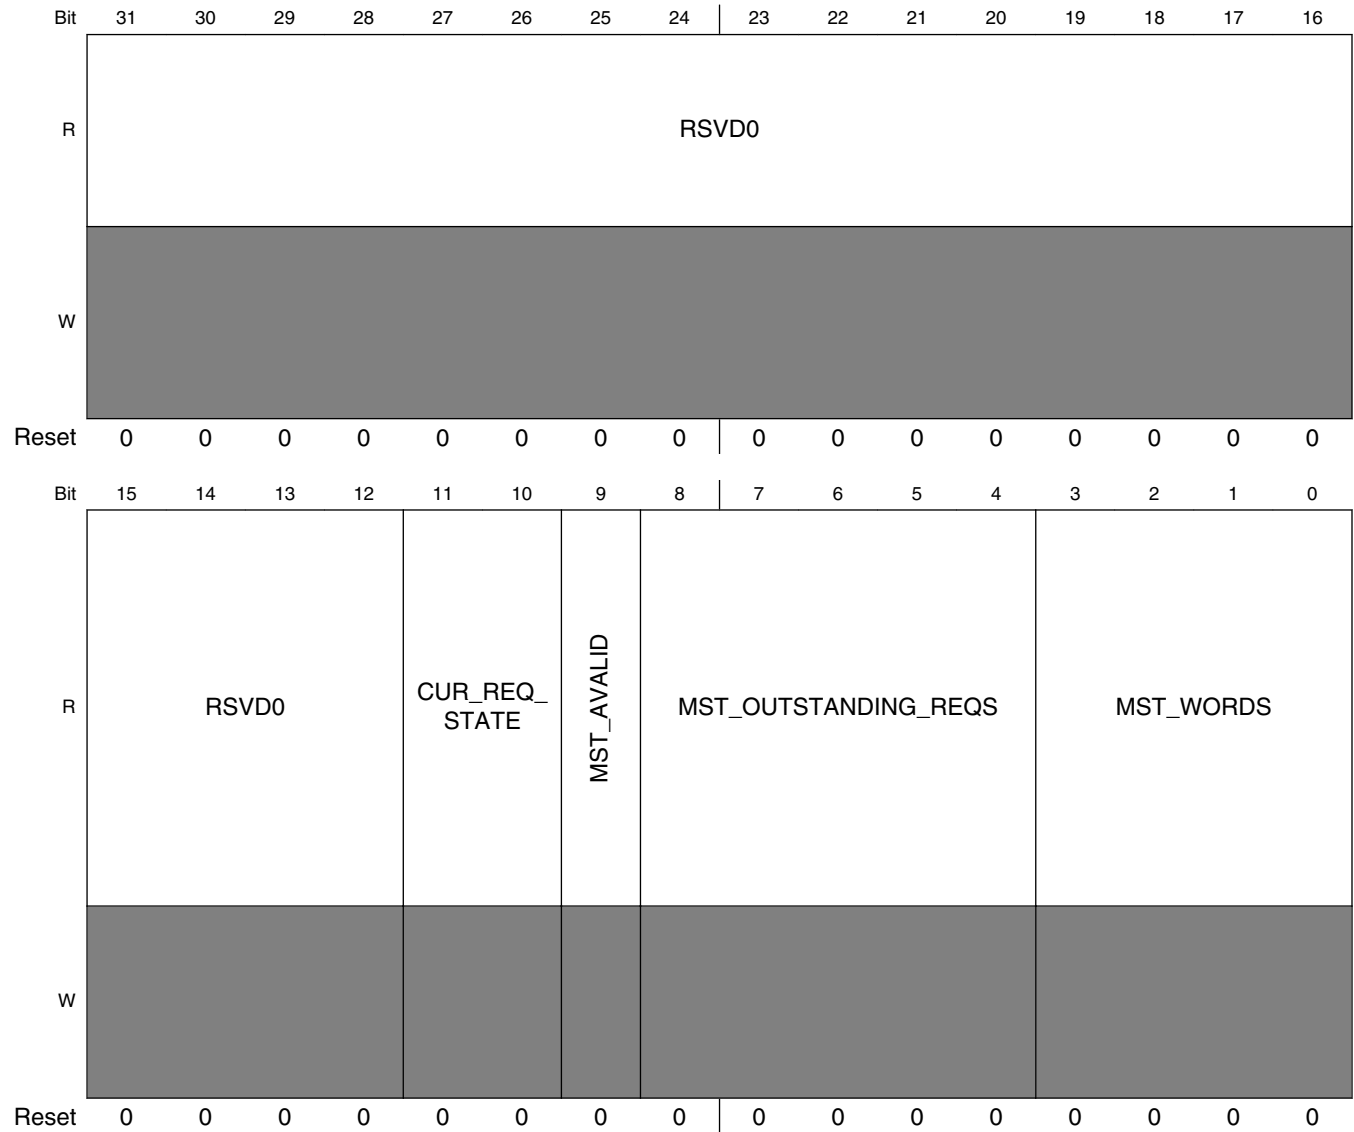 Bit 31 30 29 28 27 26 25 24 23 22 21 20 19 18 17 16
R RSVD0
W
Reset 0 0 0 0 0 0 0 0 0 0 0 0 0 0 0 0
Bit 15 14 13 12 11 10 9 8 7 6 5 4 3 2 1 0
R RSVD0 CUR_REQ_ MST_AVALID MST_OUTSTANDING_REQS MST_WORDS
STATE
W
Reset 0 0 0 0 0 0 0 0 0 0 0 0 0 0 0 0